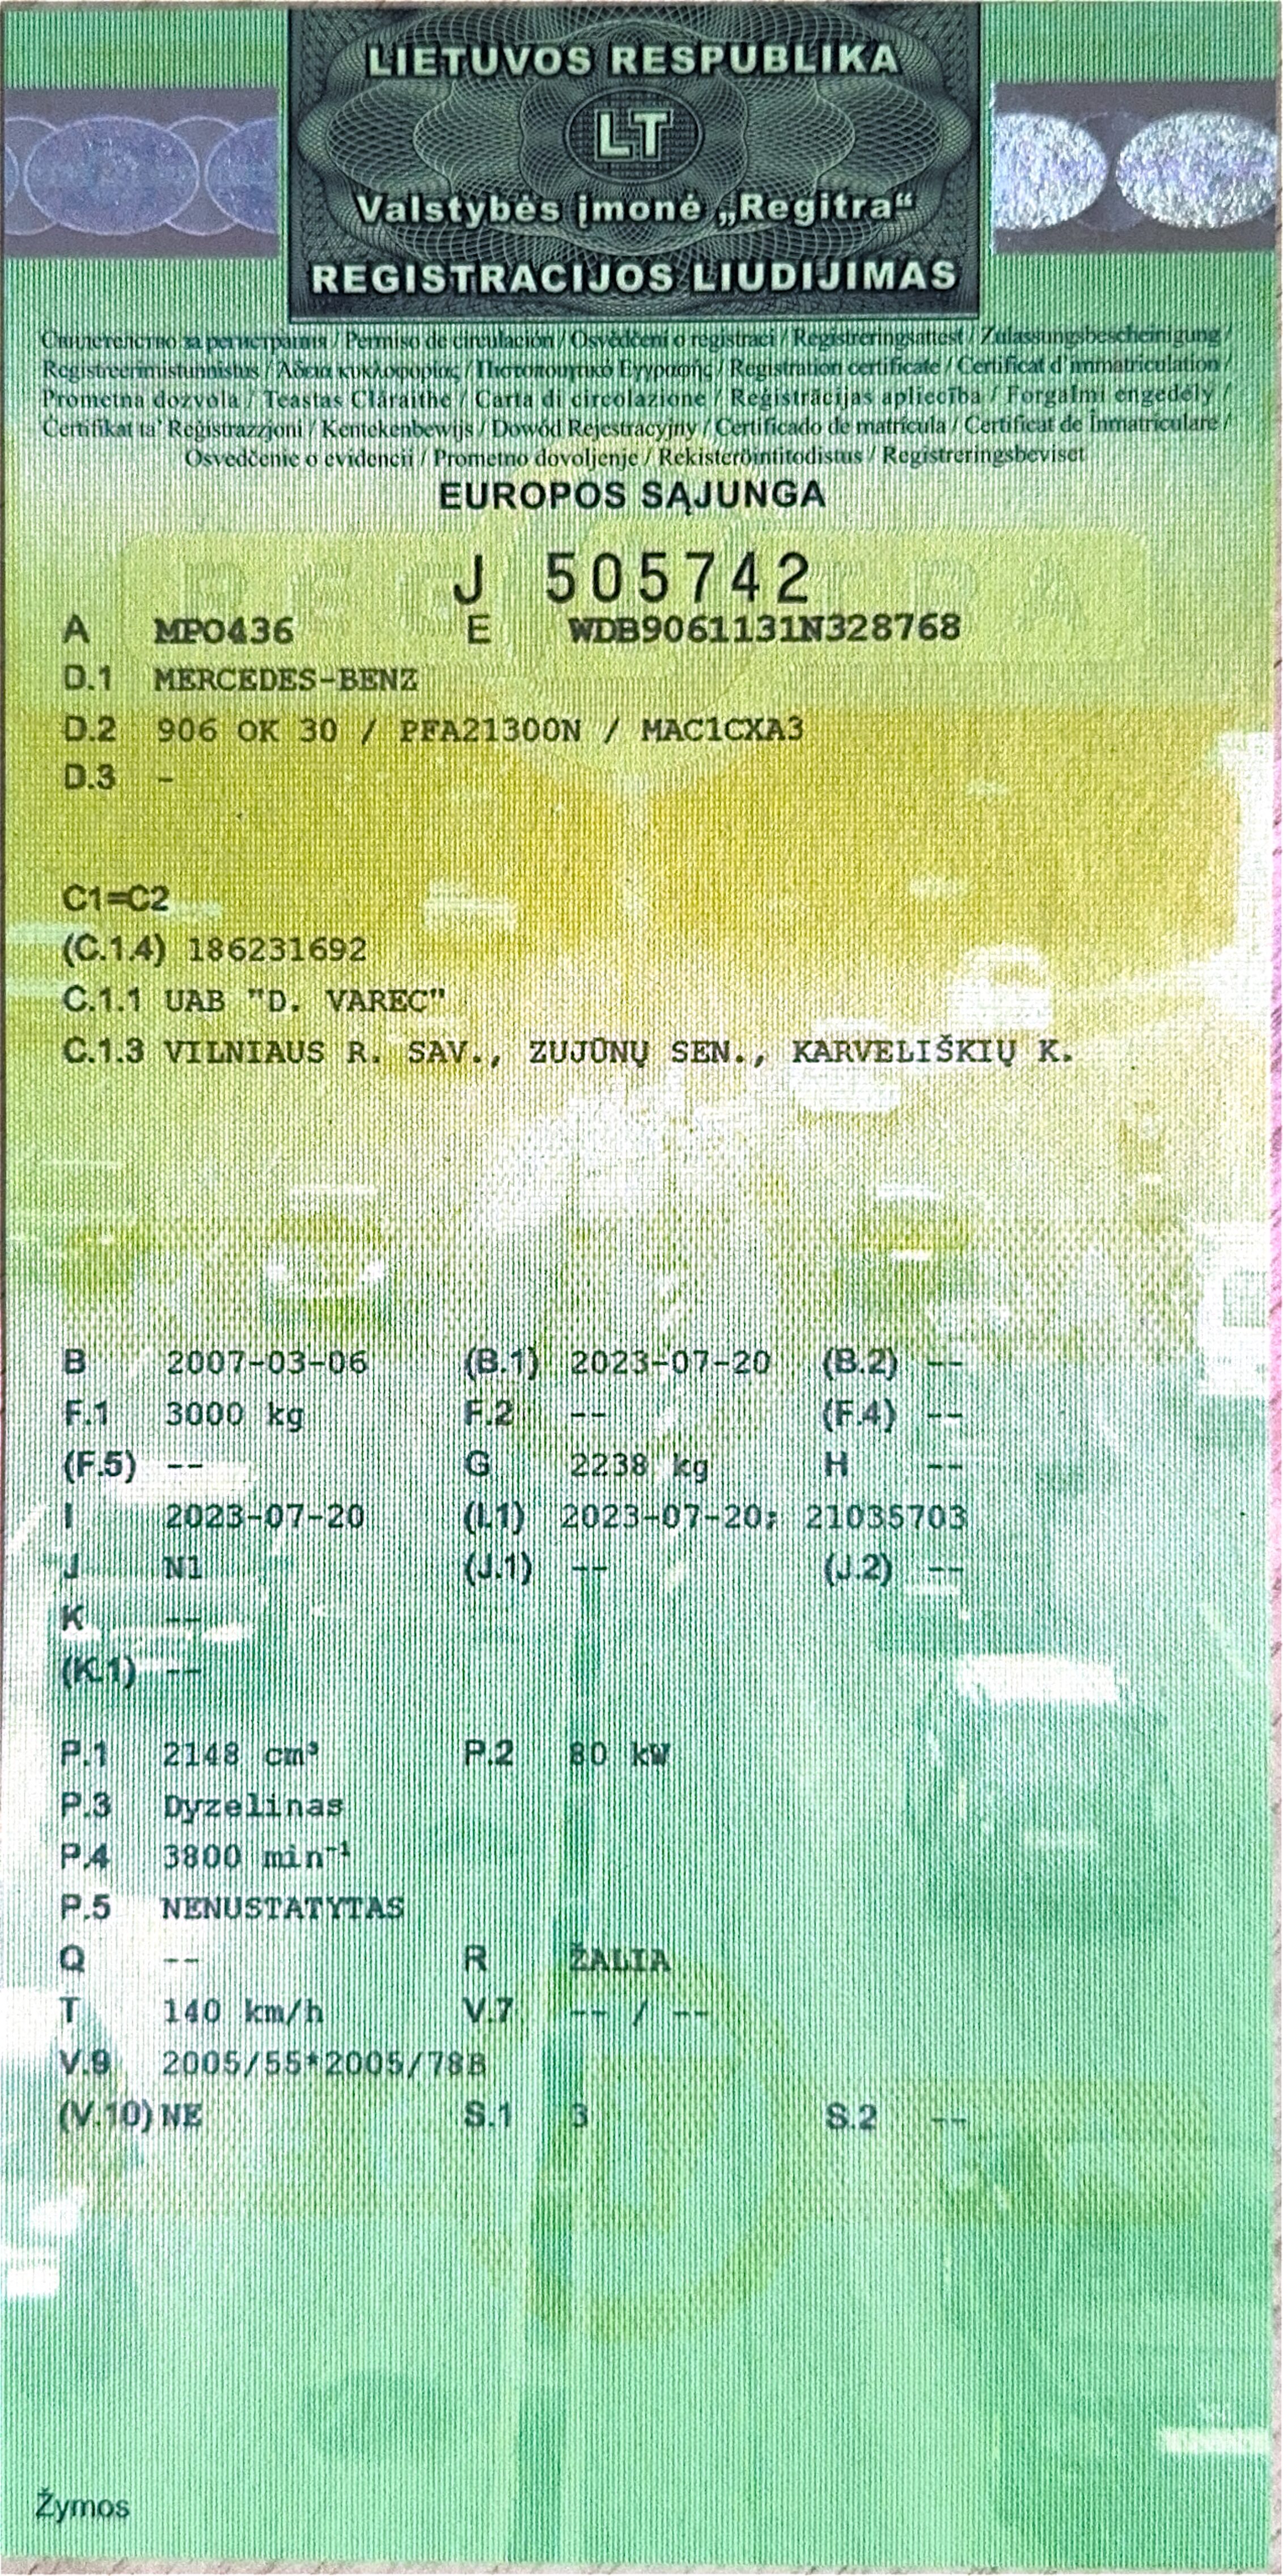 LIETUVOS RESPUBLIKA
LT
Valstybės įmonė „Regitra“
REGISTRACIJOS LIUDIJIMAS
Свидетелство за регистрация / Permiso de circulación / Osvědčení o registraci / Registreringsattest / Zulassungsbescheinigung /
Registreerimistunnistus / Άδεια κυκλοφορίας / Πιστοποιητικό Εγγραφής / Registration certificate / Certificat d'immatriculation /
Prometna dozvola / Teastas Cláraithe / Carta di circolazione / Reģistrācijas apliecība / Forgalmi engedély /
Ċertifikat ta' Reġistrazzjoni / Kentekenbewijs / Dowód Rejestracyjny / Certificado de matrícula / Certificat de Înmatriculare /
Osvedčenie o evidencii / Prometno dovoljenje / Rekisteröintitodistus / Registreringsbeviset
EUROPOS SĄJUNGA
REGITRA
J 505742
A MPO436 E WDB9061131N328768
D.1 MERCEDES-BENZ
D.2 906 OK 30 / PFA21300N / MAC1CXA3
D.3 -
C1=C2
(C.1.4) 186231692
C.1.1 UAB "D. VAREC"
C.1.3 VILNIAUS R. SAV., ZUJŪNŲ SEN., KARVELIŠKIŲ K.
B 2007-03-06 (B.1) 2023-07-20 (B.2) --
F.1 3000 kg F.2 -- (F.4) --
(F.5) -- G 2238 kg H --
I 2023-07-20 (I.1) 2023-07-20; 21035703
J N1 (J.1) -- (J.2) --
K --
(K.1) --
P.1 2148 cm³ P.2 80 kW
P.3 Dyzelinas
P.4 3800 min⁻¹
P.5 NENUSTATYTAS
Q -- R ŽALIA
T 140 km/h V.7 -- / --
V.9 2005/55*2005/78B
(V.10) NE S.1 3 S.2 --
Žymos